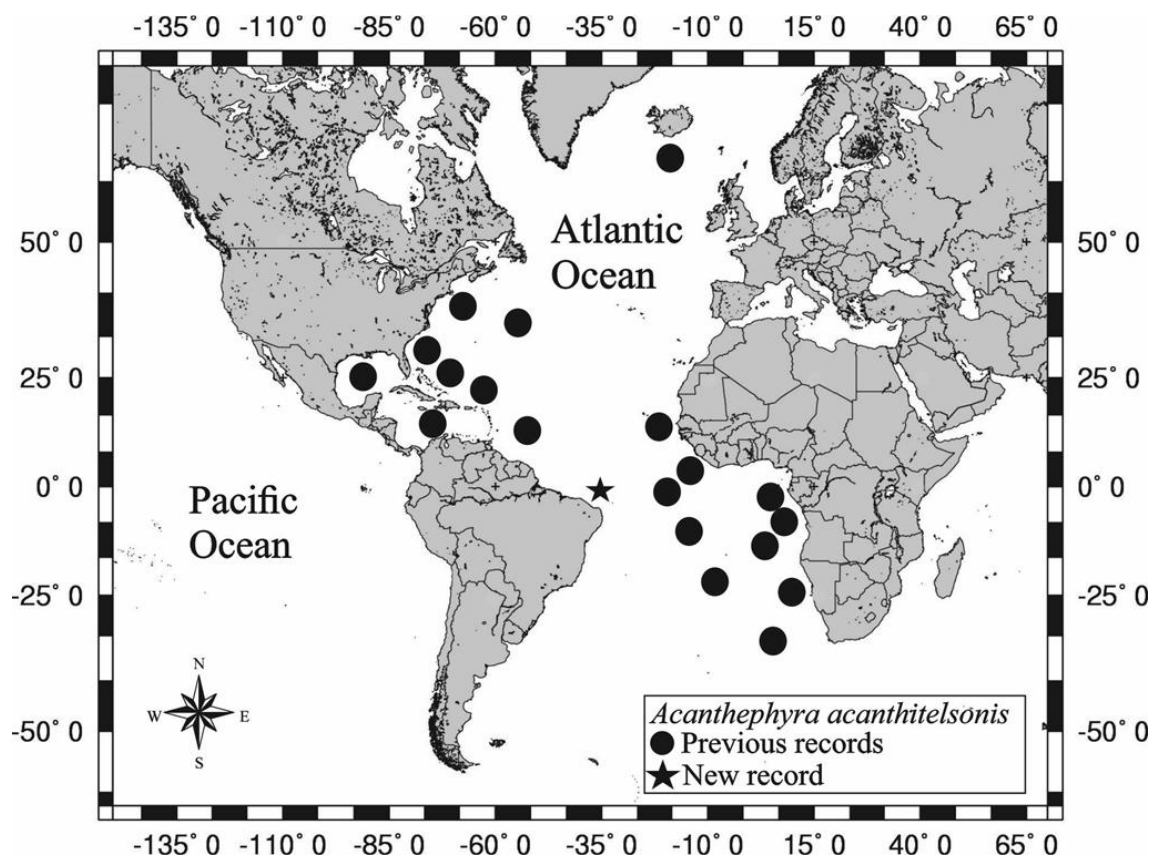 -135° 0 -110° 0 -85° 0 -60° 0 -35° 0 -10° 0 15° 0 40° 0 65° 0
Atlantic
Ocean
50° 0 50° 0
25° 0 25° 0
0° 0 0° 0
Pacific
Ocean
-25° 0 -25° 0
N
W E
S
-50° 0 -50° 0
Acanthephyra acanthitelsonis
Previous records
New record
-135° 0 -110° 0 -85° 0 -60° 0 -35° 0 -10° 0 15° 0 40° 0 65° 0